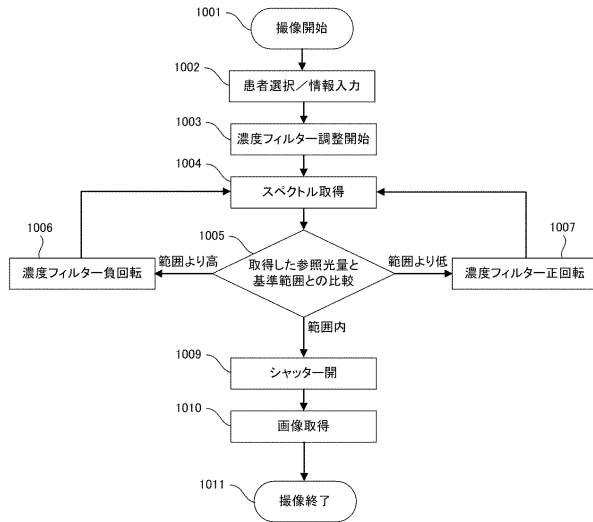 1001
撮像開始
1002
患者選択／情報入力
1003
濃度フィルター調整開始
1004
スペクトル取得
1005
取得した参照光量と
基準範囲との比較
範囲より高
1006
濃度フィルター負回転
範囲より低
1007
濃度フィルター正回転
範囲内
1009
シャッター開
1010
画像取得
1011
撮像終了